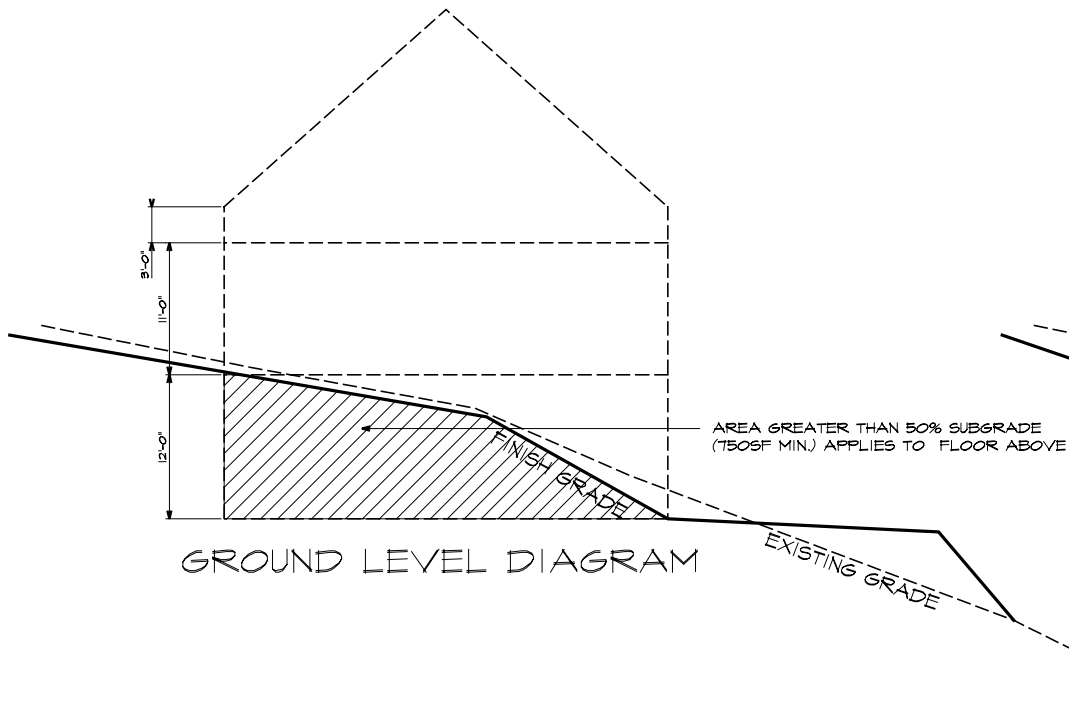 3'-0"
11'-0"
AREA GREATER THAN 50% SUBGRADE
(750SF MIN.) APPLIES TO FLOOR ABOVE
12'-0"
FINISH GRADE
EXISTING GRADE
GROUND LEVEL DIAGRAM